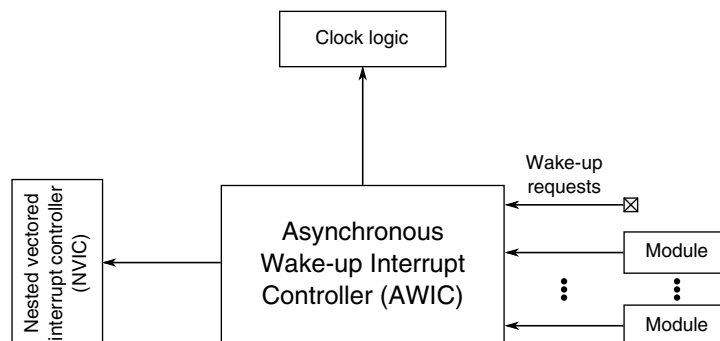 Clock logic
Wake-up
requests
Nested vectored
interrupt controller
(NVIC)
Asynchronous
Wake-up Interrupt
Controller (AWIC)
Module
Module